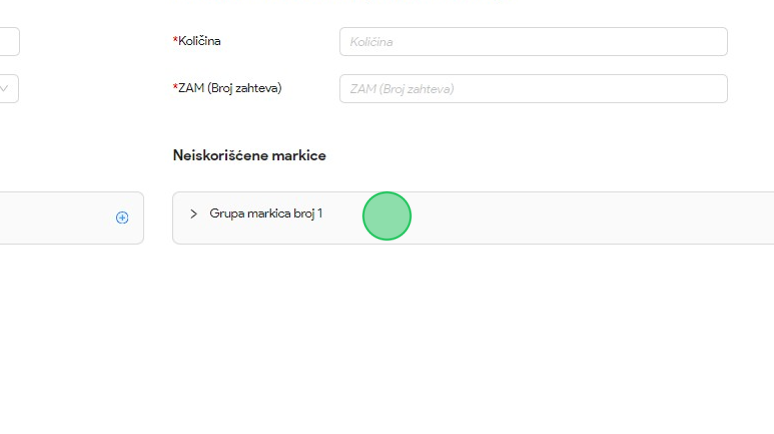 *Količina
Količina
*ZAM (Broj zahteva)
ZAM (Broj zahteva)
Neiskorišćene markice
Grupa markica broj 1